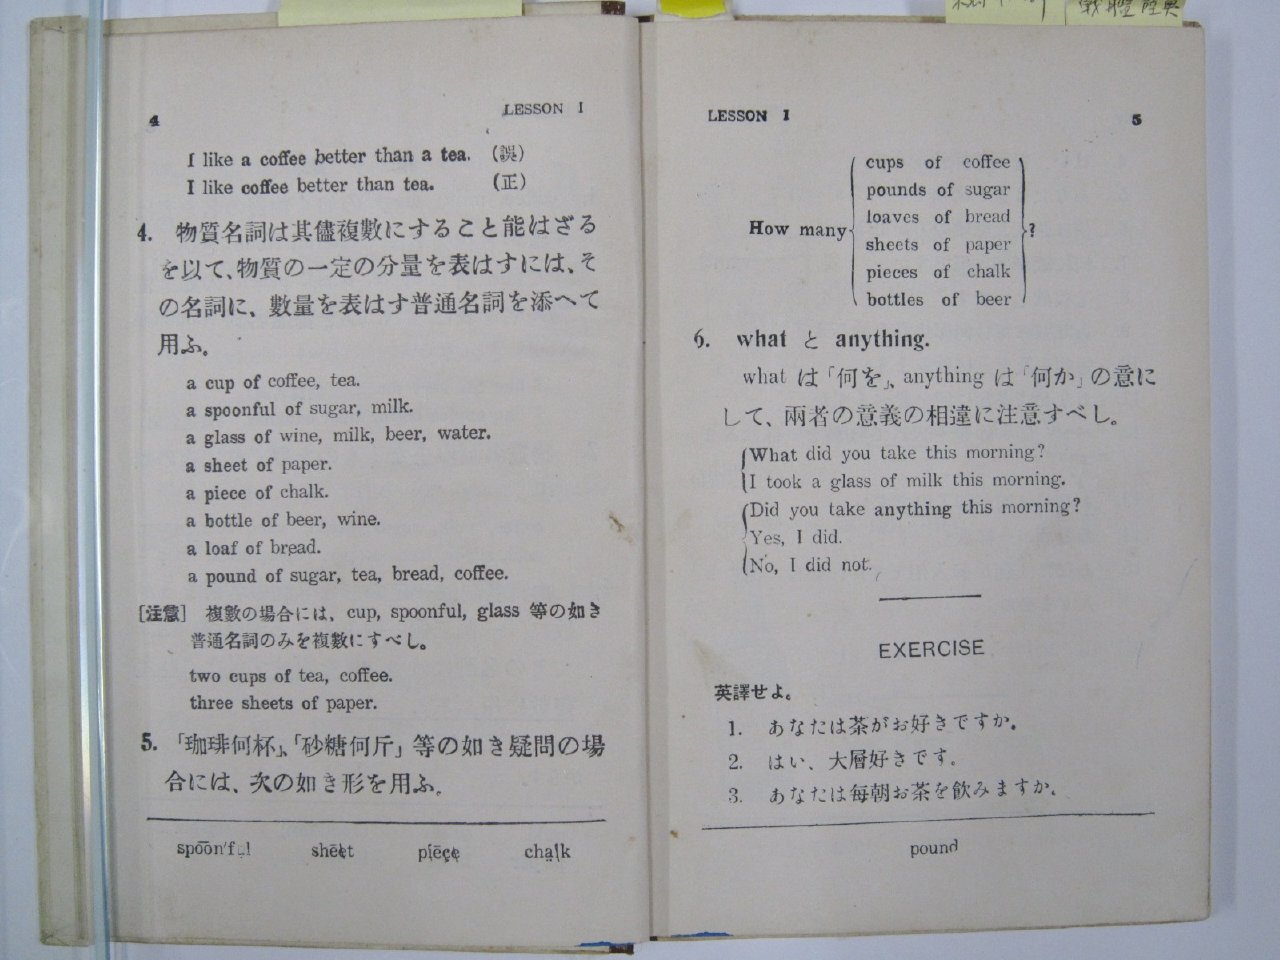 4
LESSON I
I like a coffee better than a tea. (誤)
I like coffee better than tea. (正)
4. 物質名詞は其儘複數にすること能はざる
を以て、物質の一定の分量を表はすには、そ
の名詞に、數量を表はす普通名詞を添へて
用ふ。
a cup of coffee, tea.
a spoonful of sugar, milk.
a glass of wine, milk, beer, water.
a sheet of paper.
a piece of chalk.
a bottle of beer, wine.
a loaf of bread.
a pound of sugar, tea, bread, coffee.
[注意] 複數の場合には、cup, spoonful, glass 等の如き
普通名詞のみを複數にすべし。
two cups of tea, coffee.
three sheets of paper.
5. 「珈琲何杯」、「砂糖何斤」等の如き疑問の場
合には、次の如き形を用ふ。
spōōn'ful shēet piēçe chalk
LESSON I
5
cups of coffee
pounds of sugar
loaves of bread
How many sheets of paper ?
pieces of chalk
bottles of beer
6. what と anything.
what は「何を」、anything は「何か」の意に
して、兩者の意義の相違に注意すべし。
What did you take this morning?
I took a glass of milk this morning.
Did you take anything this morning?
Yes, I did.
No, I did not.
EXERCISE
英譯せよ。
1. あなたは茶がお好きですか。
2. はい、大層好きです。
3. あなたは每朝お茶を飮みますか。
pound